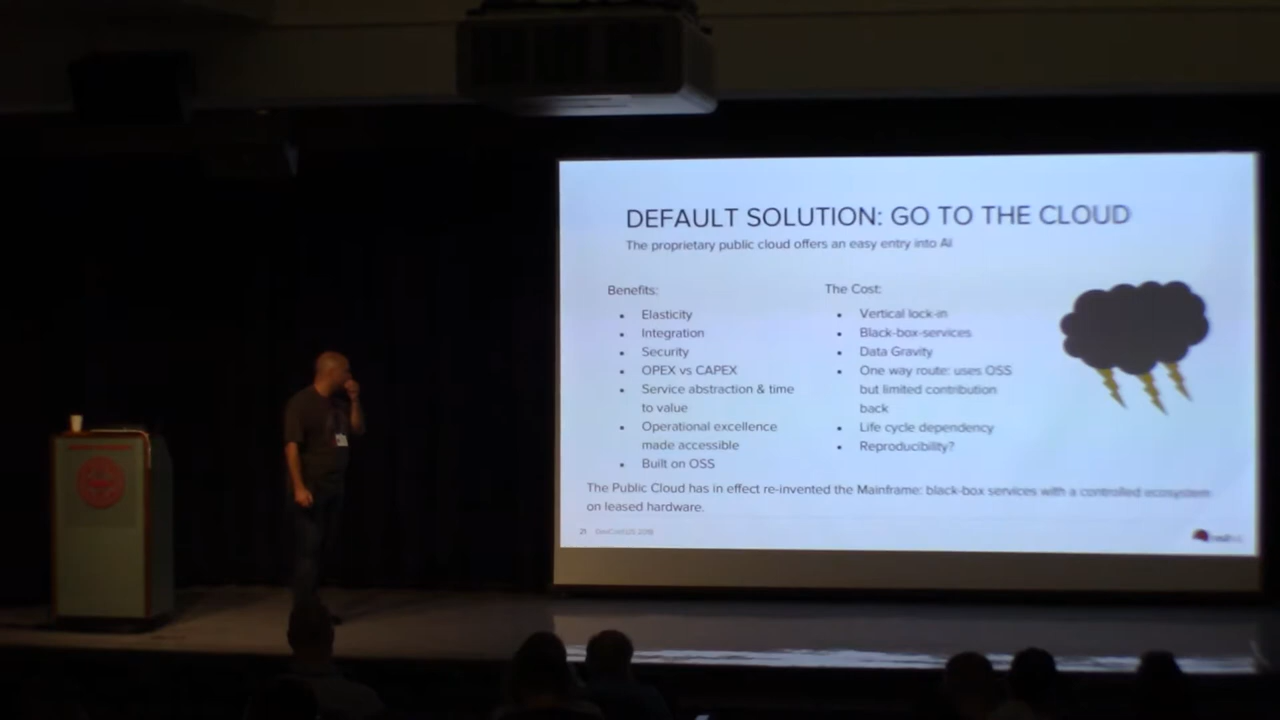 DEFAULT SOLUTION: GO TO THE CLOUD
The proprietary public cloud offers an easy entry into AI
Benefits:
• Elasticity
• Integration
• Security
• OPEX vs CAPEX
• Service abstraction & time
to value
• Operational excellence
made accessible
• Built on OSS
The Cost:
• Vertical lock-in
• Black-box-services
• Data Gravity
• One way route: uses OSS
but limited contribution
back
• Life cycle dependency
• Reproducibility?
The Public Cloud has in effect re-invented the Mainframe: black-box services with a controlled ecosystem
on leased hardware.
21 DevConfUS 2018